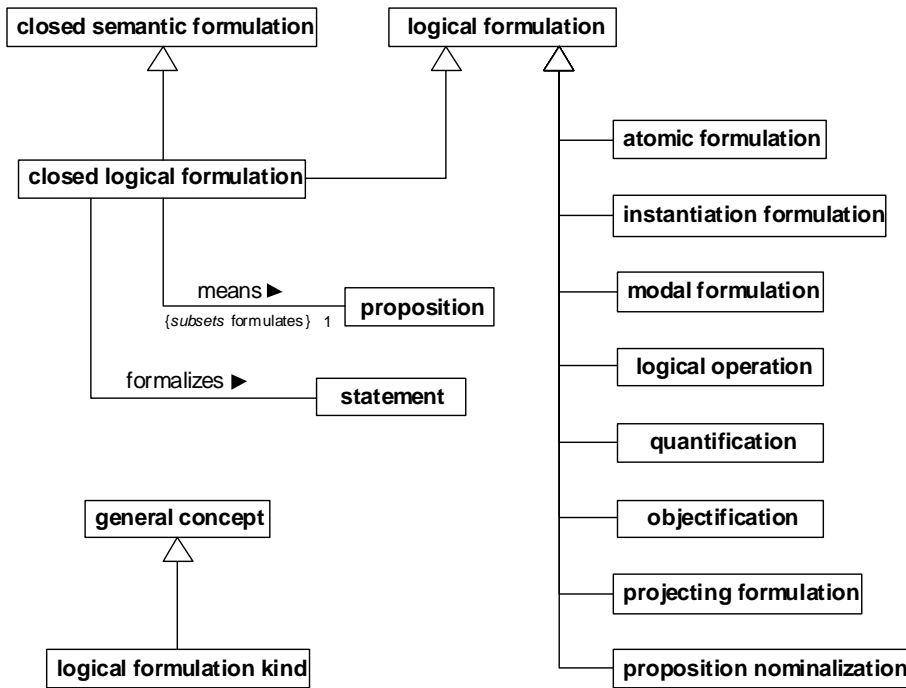 closed semantic formulation
logical formulation
atomic formulation
closed logical formulation
instantiation formulation
modal formulation
means ►
{subsets formulates} 1
proposition
logical operation
formalizes ►
statement
quantification
general concept
objectification
projecting formulation
logical formulation kind
proposition nominalization